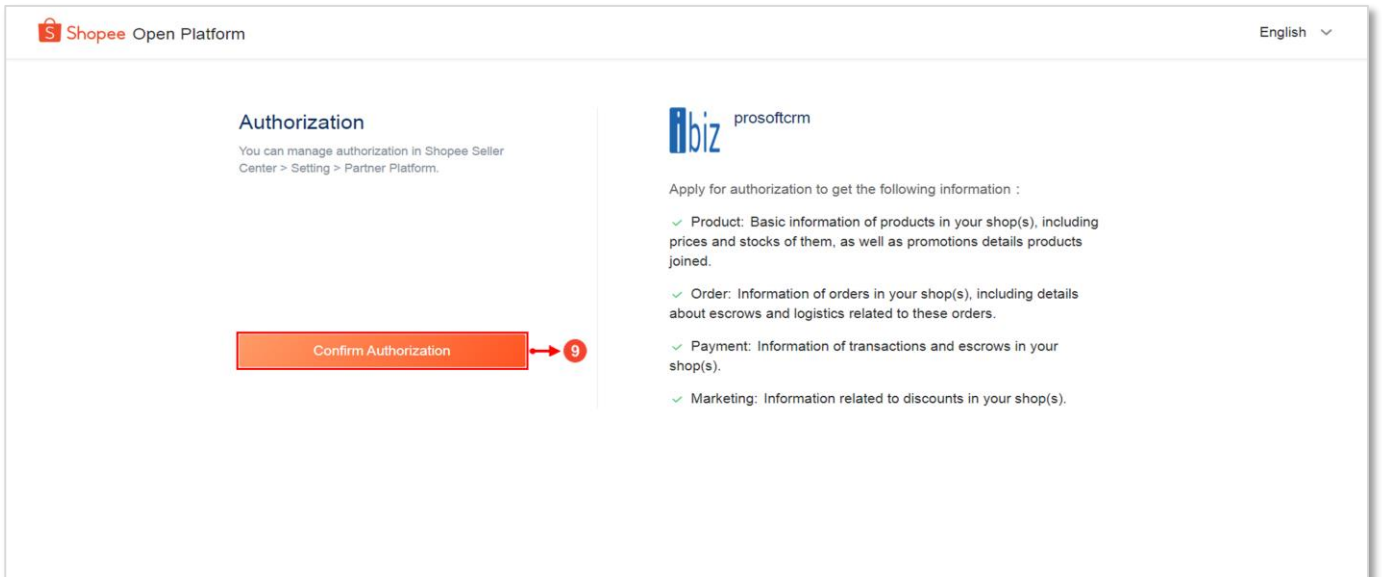 Shopee Open Platform
English
Authorization
You can manage authorization in Shopee Seller
Center > Setting > Partner Platform.
Confirm Authorization
9
ibiz
prosoftcrm
Apply for authorization to get the following information :
Product: Basic information of products in your shop(s), including
prices and stocks of them, as well as promotions details products
joined.
Order: Information of orders in your shop(s), including details
about escrows and logistics related to these orders.
Payment: Information of transactions and escrows in your
shop(s).
Marketing: Information related to discounts in your shop(s).